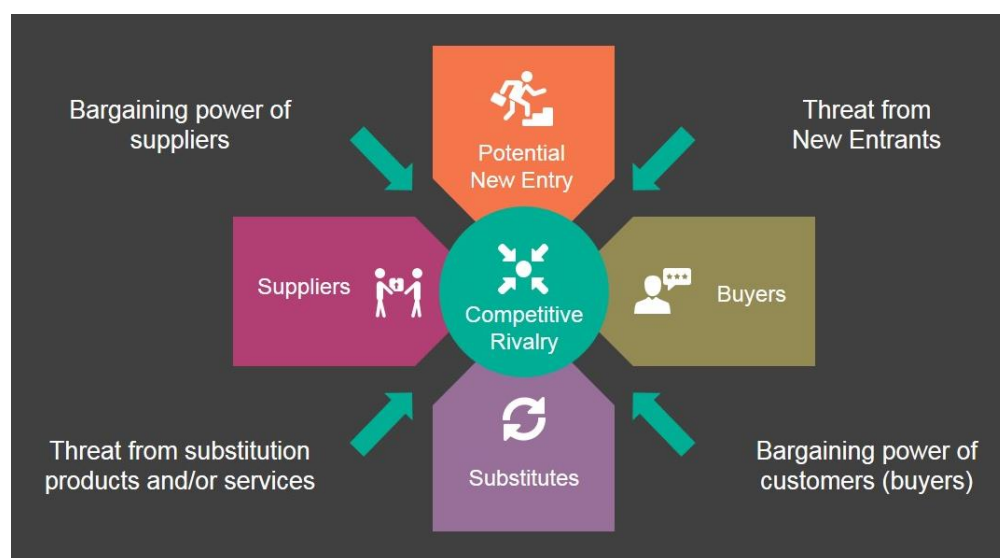 Bargaining power of
suppliers
Threat from
New Entrants
Potential
New Entry
Suppliers
Competitive
Rivalry
Buyers
Threat from substitution
products and/or services
Substitutes
Bargaining power of
customers (buyers)